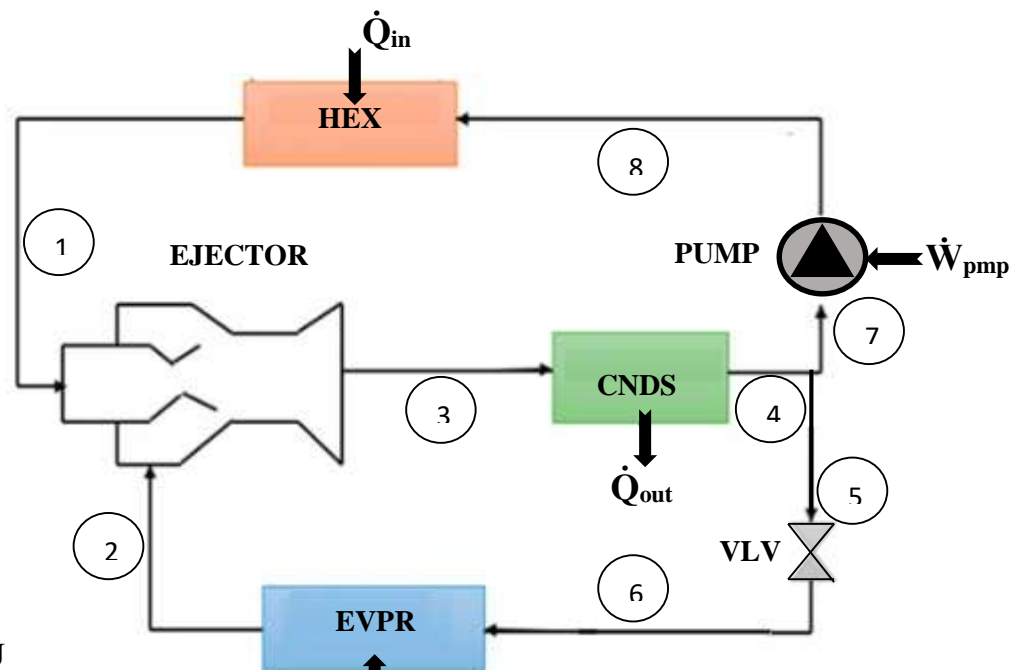 Q̇in
HEX
8
1
EJECTOR
PUMP
Ẇpmp
7
CNDS
3
4
Q̇out
5
2
VLV
6
EVPR